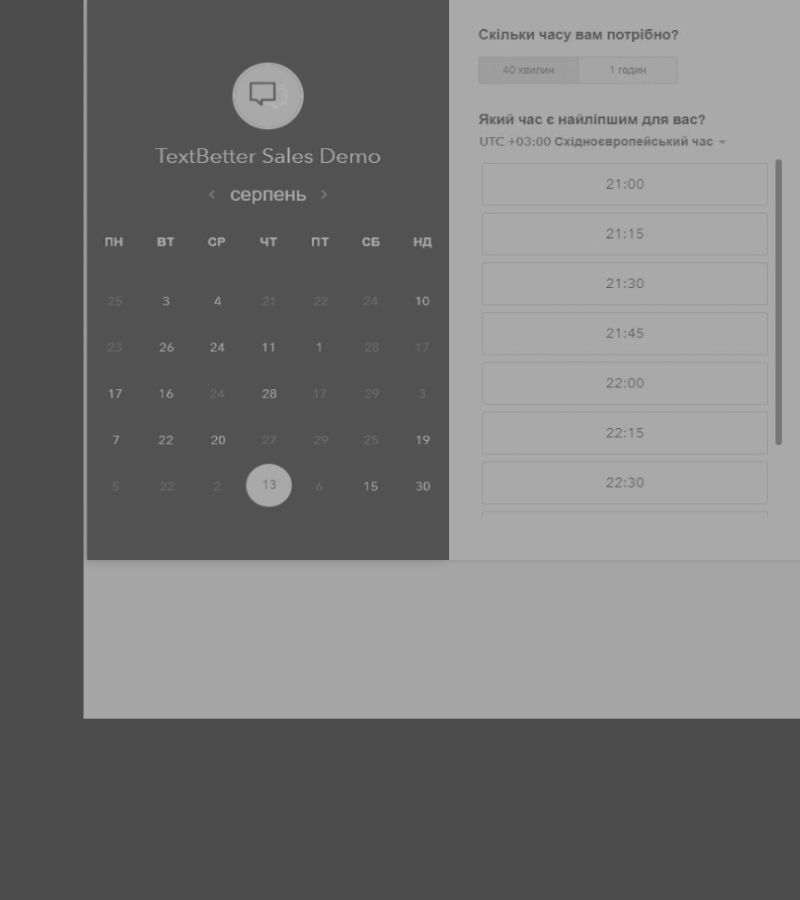 TextBetter Sales Demo
< серпень >
ПН ВТ СР ЧТ ПТ СБ НД
25 3 4 21 22 24 10
23 26 24 11 1 28 17
17 16 24 28 17 29 3
7 22 20 27 29 25 19
5 22 2 13 6 15 30
Скільки часу вам потрібно?
40 хвилин 1 годин
Який час є найліпшим для вас?
UTC +03:00 Східноєвропейський час
21:00
21:15
21:30
21:45
22:00
22:15
22:30